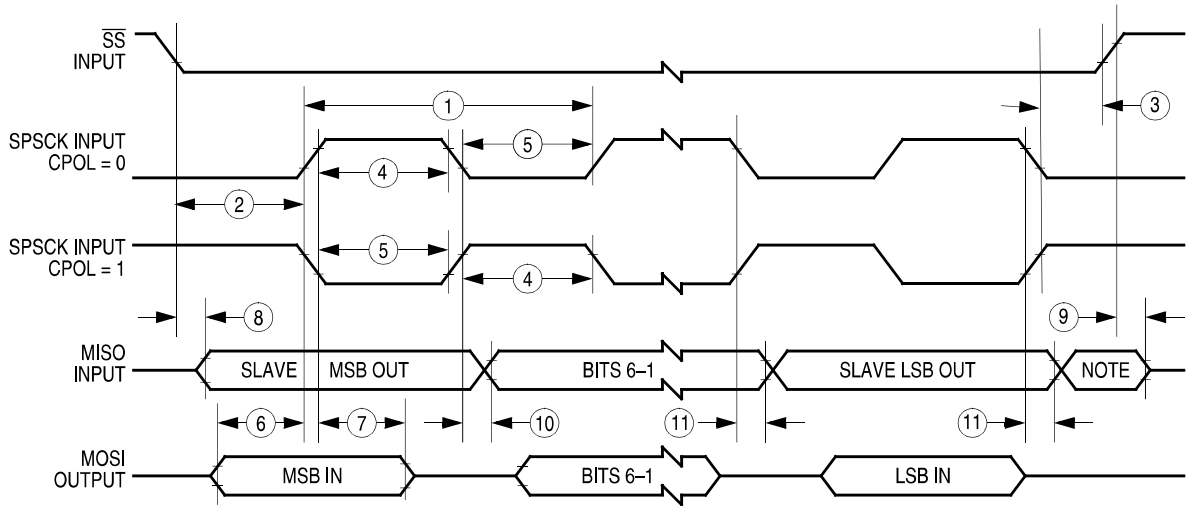 SS
INPUT
1
3
SPSCK INPUT
CPOL = 0
5
4
2
SPSCK INPUT
CPOL = 1
5
4
8
9
MISO
INPUT
SLAVE MSB OUT
BITS 6–1
SLAVE LSB OUT
NOTE
6
7
10
11
11
MOSI
OUTPUT
MSB IN
BITS 6–1
LSB IN